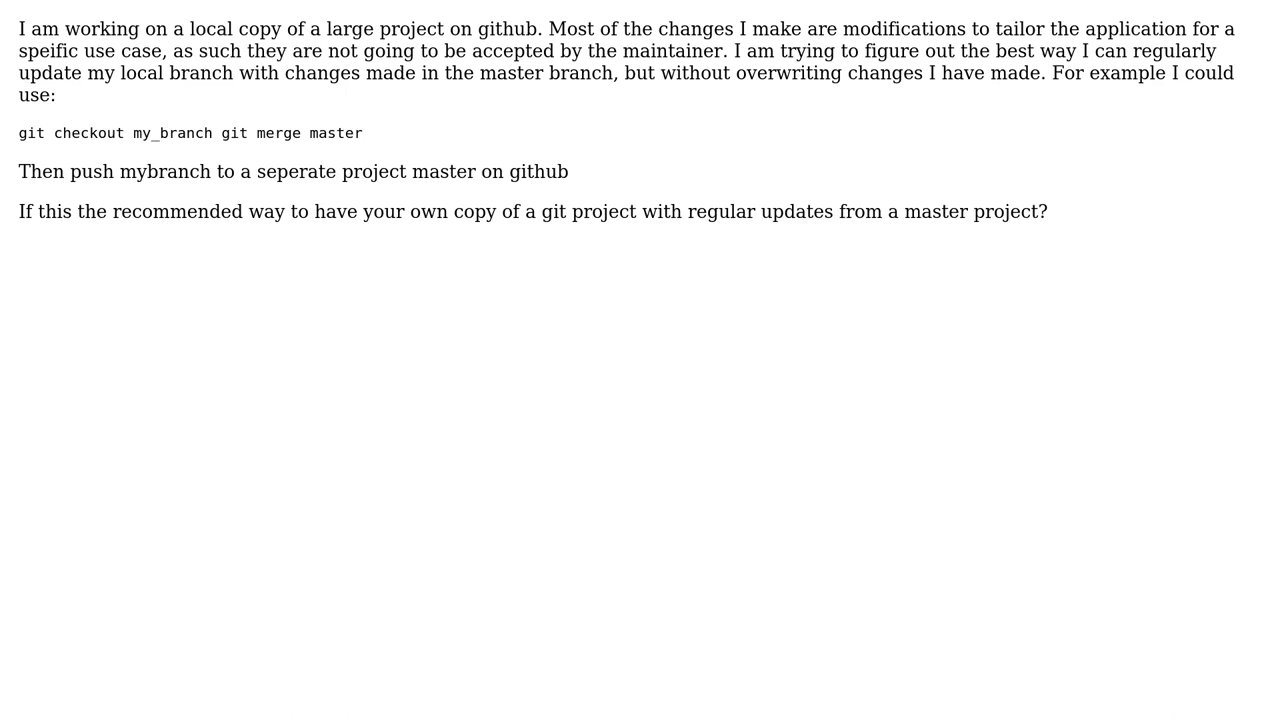 I am working on a local copy of a large project on github. Most of the changes I make are modifications to tailor the application for a
speific use case, as such they are not going to be accepted by the maintainer. I am trying to figure out the best way I can regularly
update my local branch with changes made in the master branch, but without overwriting changes I have made. For example I could
use:
git checkout my_branch git merge master
Then push mybranch to a seperate project master on github
If this the recommended way to have your own copy of a git project with regular updates from a master project?